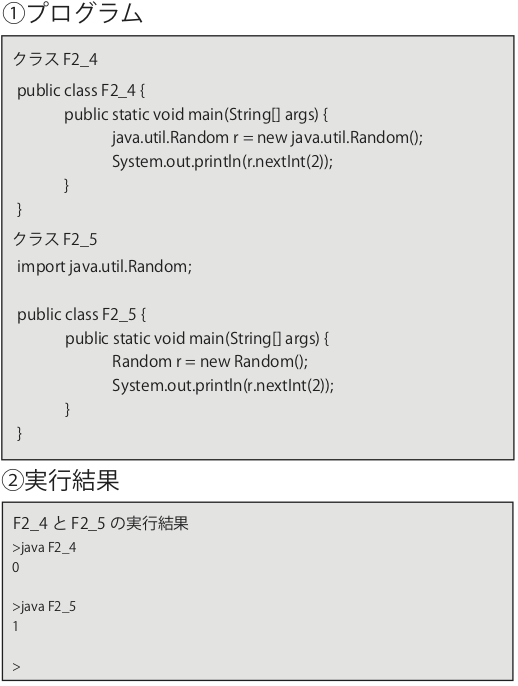 ①プログラム
クラス F2_4
public class F2_4 {
public static void main(String[] args) {
java.util.Random r = new java.util.Random();
System.out.println(r.nextInt(2));
}
}
クラス F2_5
import java.util.Random;
public class F2_5 {
public static void main(String[] args) {
Random r = new Random();
System.out.println(r.nextInt(2));
}
}
②実行結果
F2_4 と F2_5 の実行結果
>java F2_4
0
>java F2_5
1
>